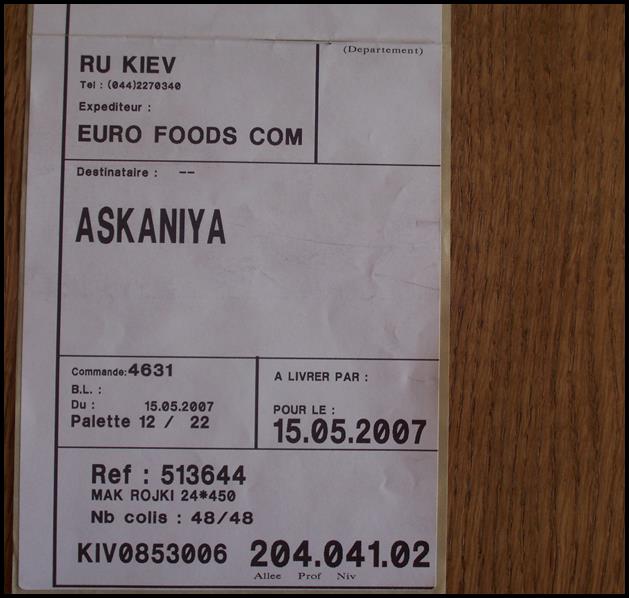 (Departement)
RU KIEV
Tel : (044)2270340
Expediteur :
EURO FOODS COM
Destinataire : --
ASKANIYA
Commande:4631
B.L. :
Du : 15.05.2007
Palette 12 / 22
A LIVRER PAR :
POUR LE :
15.05.2007
Ref : 513644
MAK ROJKI 24*450
Nb colis : 48/48
KIV0853006 204.041.02
Allee Prof Niv